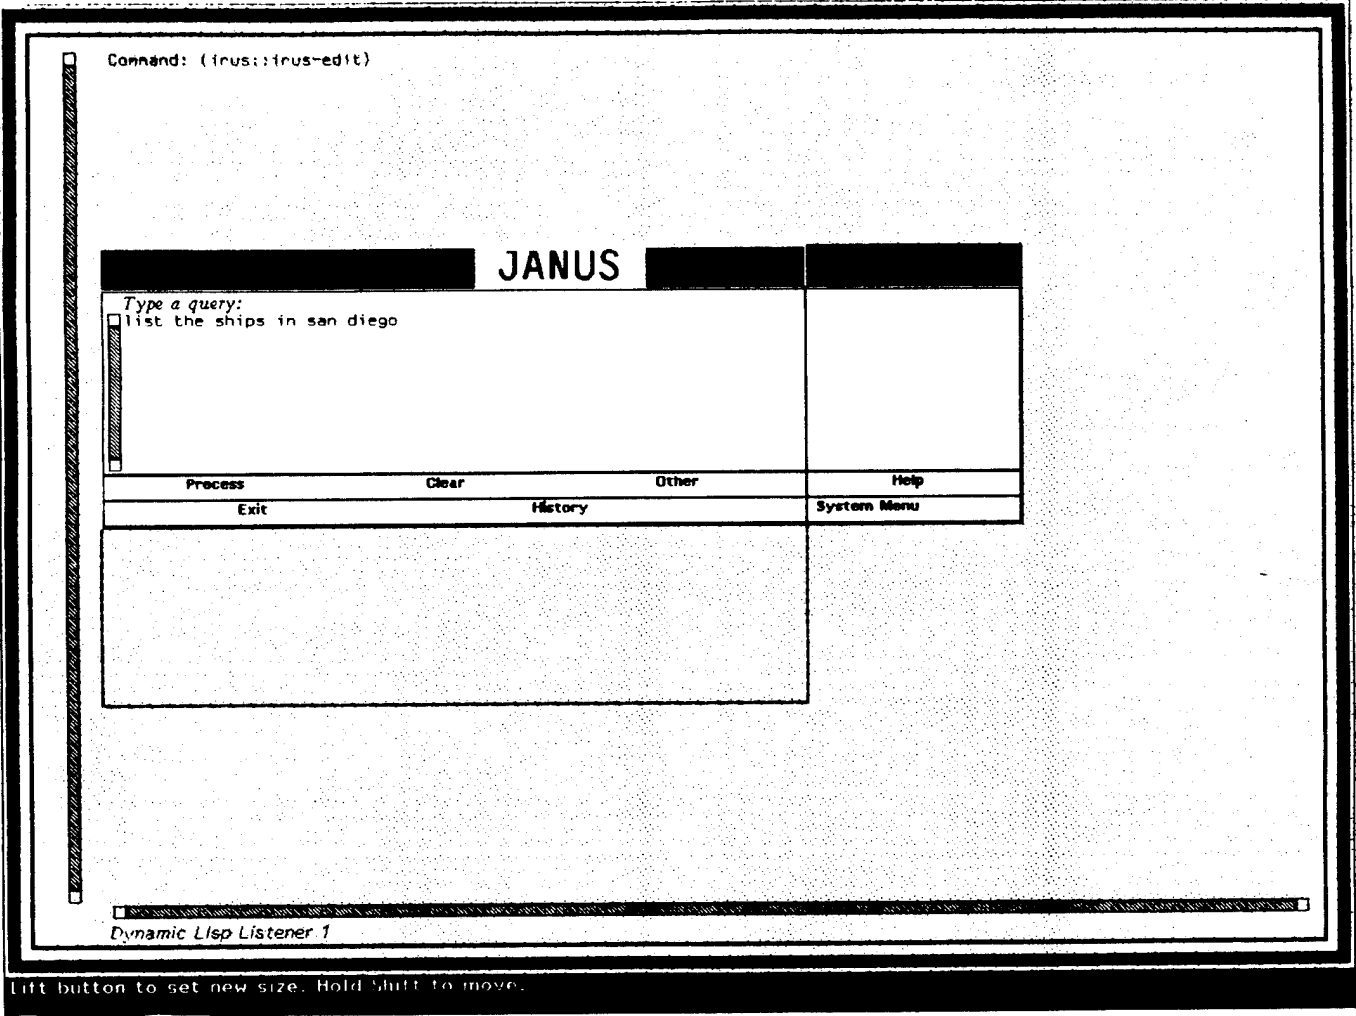 Command: (irus::irus-edit)
JANUS
Type a query:
list the ships in san diego
Process Clear Other Help
Exit History System Menu
Dynamic Lisp Listener 1
Lift button to set new size. Hold Shift to move.